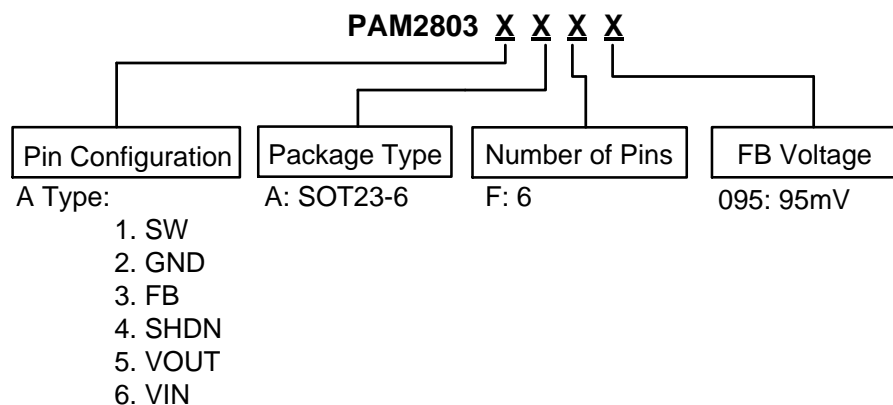 PAM2803 X X X X
Pin Configuration
Package Type
Number of Pins
FB Voltage
A Type:
A: SOT23-6
F: 6
095: 95mV
1. SW
2. GND
3. FB
4. SHDN
5. VOUT
6. VIN